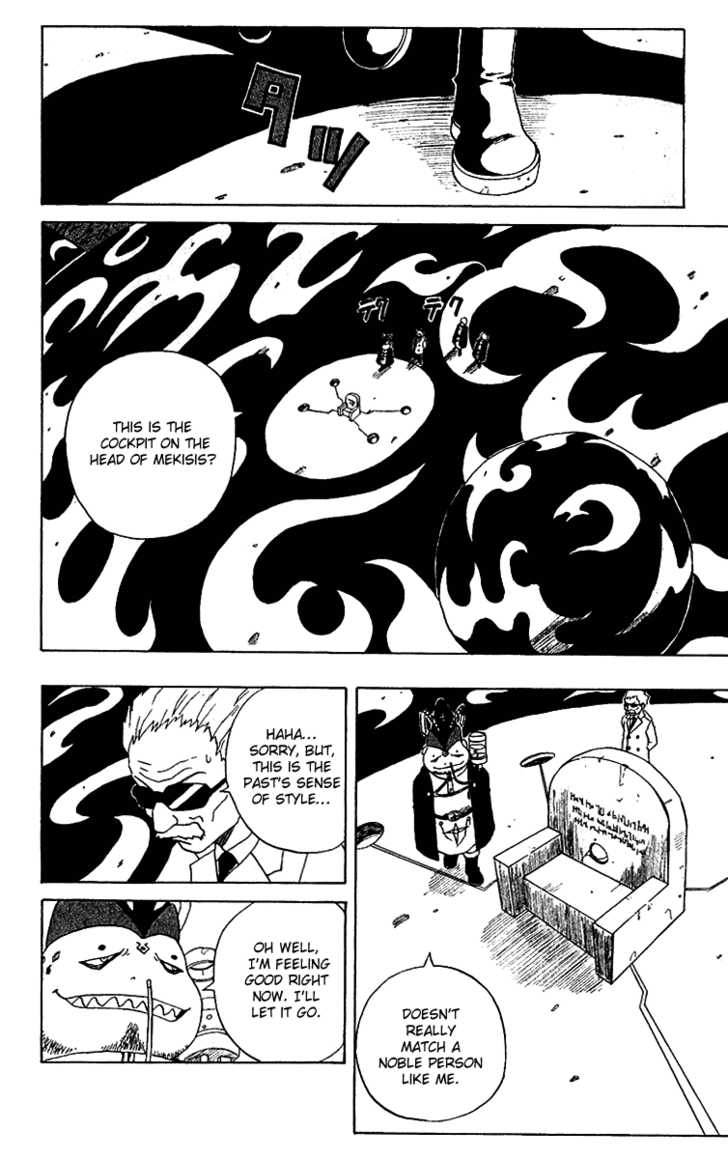 タッ
テク
テク
THIS IS THE
COCKPIT ON THE
HEAD OF MEKISIS?
DOESN'T
REALLY
MATCH A
NOBLE PERSON
LIKE ME.
HAHA...
SORRY, BUT,
THIS IS THE
PAST'S SENSE
OF STYLE...
OH WELL,
I'M FEELING
GOOD RIGHT
NOW. I'LL
LET IT GO.